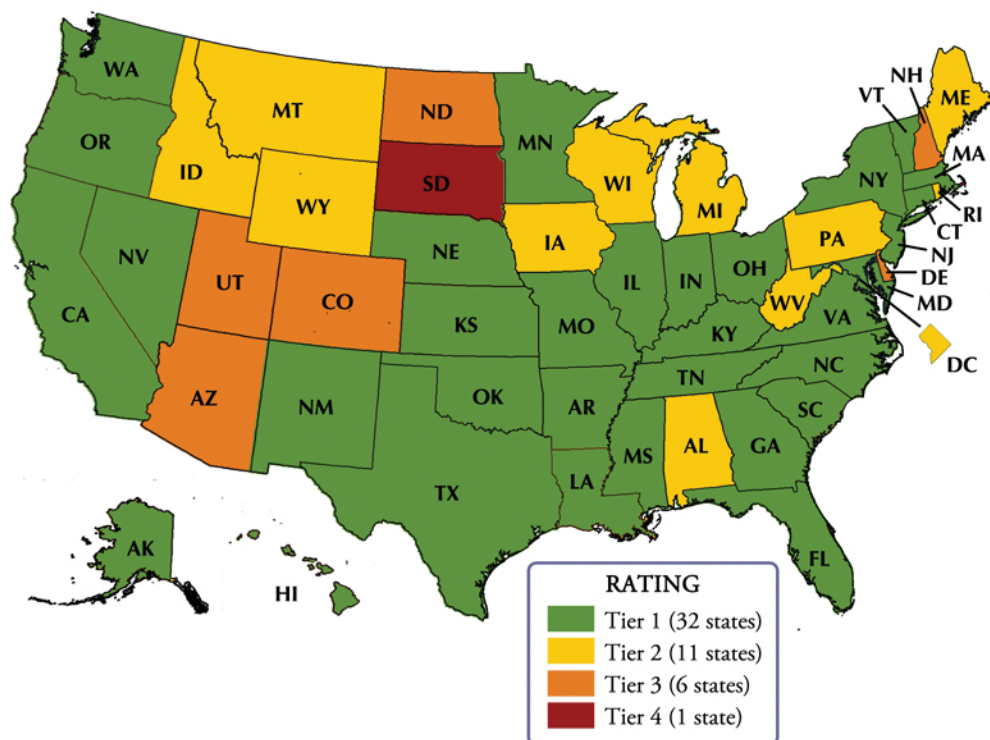 WA
MT
ND
MN
OR
ID
WY
SD
WI
MI
NH
VT
ME
MA
NY
RI
CT
NJ
PA
DE
MD
DC
NV
UT
CO
NE
IA
IL
IN
OH
WV
VA
CA
KS
MO
KY
AZ
NM
OK
AR
TN
NC
SC
TX
LA
MS
AL
GA
FL
AK
HI
RATING
Tier 1 (32 states)
Tier 2 (11 states)
Tier 3 (6 states)
Tier 4 (1 state)